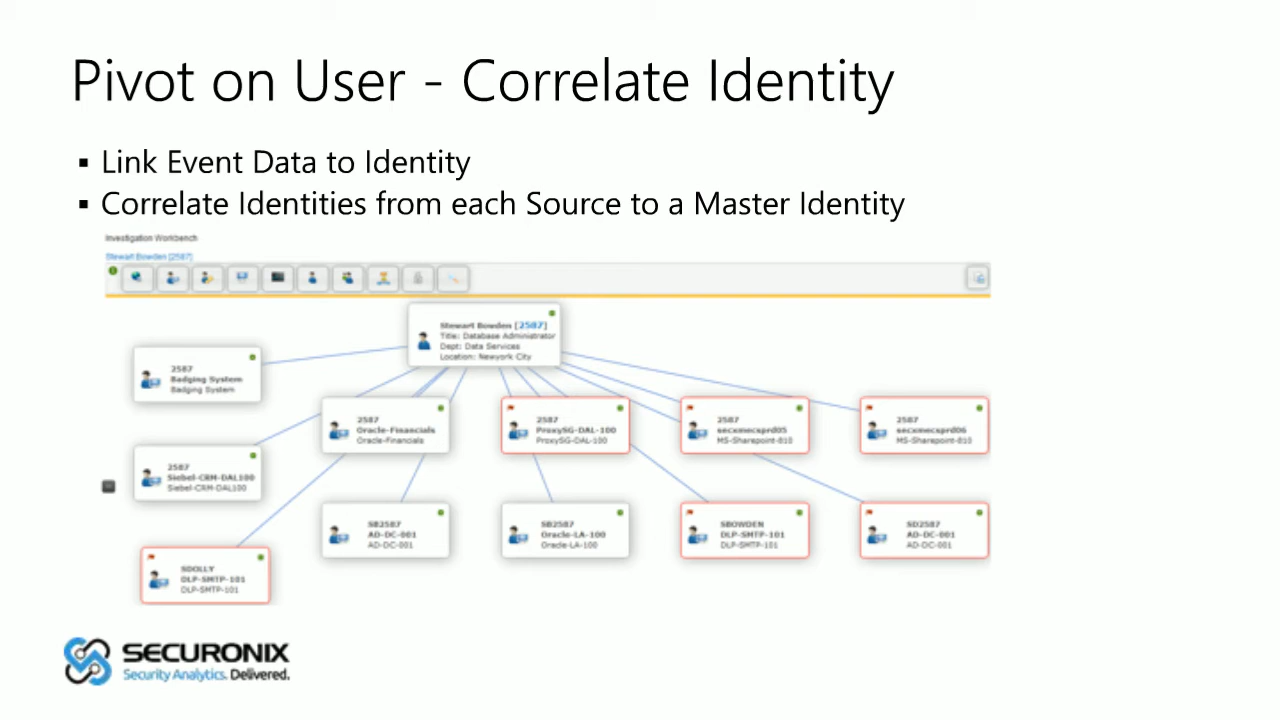 Pivot on User - Correlate Identity
▪ Link Event Data to Identity
▪ Correlate Identities from each Source to a Master Identity
Investigation Workbench
Stewart Bowden [2587]
Stewart Bowden [2587]
Title: Database Administrator
Dept: Data Services
Location: Newyork City
2587
Badging System
Badging System
2587
Oracle-Financials
Oracle-Financials
2587
ProxySG-DAL-100
ProxySG-DAL-100
2587
secxmecsprd05
MS-Sharepoint-810
2587
secxmecsprd06
MS-Sharepoint-810
2587
Siebel-CRM-DAL100
Siebel-CRM-DAL100
SB2587
AD-DC-001
AD-DC-001
SB2587
Oracle-LA-100
Oracle-LA-100
SBOWDEN
DLP-SMTP-101
DLP-SMTP-101
SD2587
AD-DC-001
AD-DC-001
SDOLLY
DLP-SMTP-101
DLP-SMTP-101
SECURONIX
Security Analytics. Delivered.